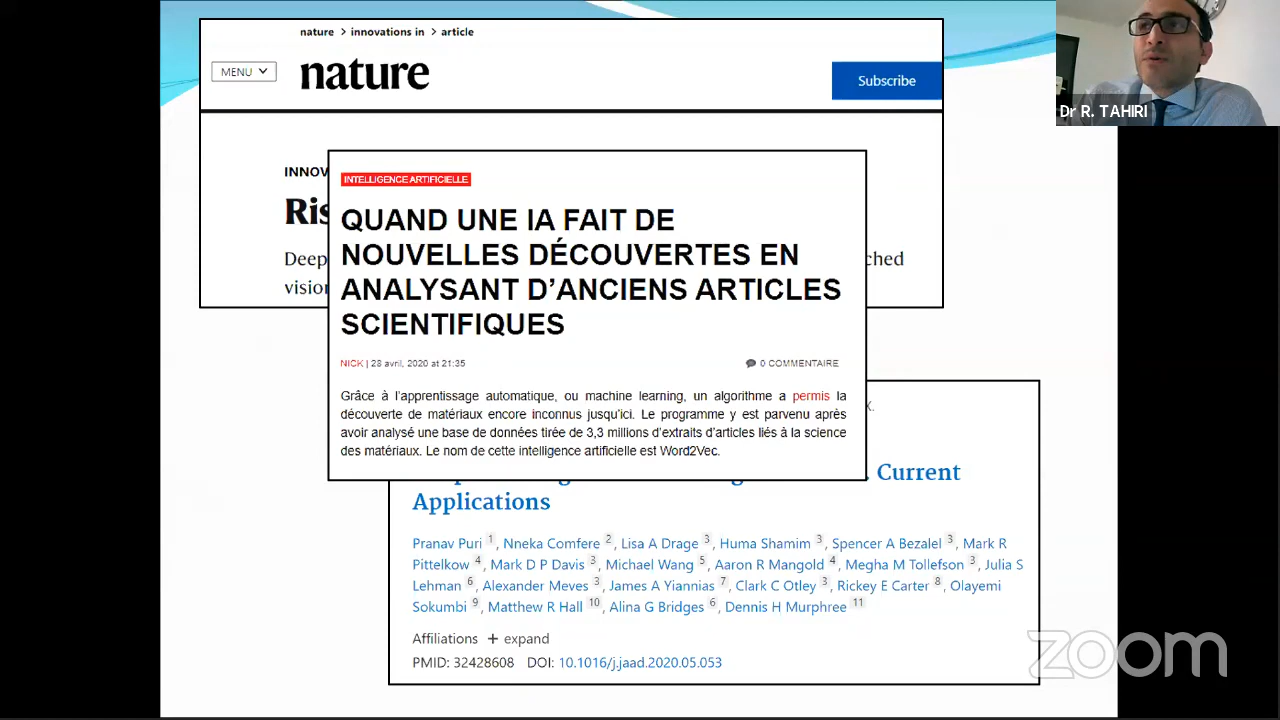 nature > innovations in > article
MENU
nature
Subscribe
INNOV
Ris
Deep
ched
vision
INTELLIGENCE ARTIFICIELLE
QUAND UNE IA FAIT DE
NOUVELLES DÉCOUVERTES EN
ANALYSANT D'ANCIENS ARTICLES
SCIENTIFIQUES
NICK | 23 avril, 2020 at 21:35
0 COMMENTAIRE
Grâce à l'apprentissage automatique, ou machine learning, un algorithme a permis la
découverte de matériaux encore inconnus jusqu'ici. Le programme y est parvenu après
avoir analysé une base de données tirée de 3,3 millions d'extraits d'articles liés à la science
des matériaux. Le nom de cette intelligence artificielle est Word2Vec.
Current
Applications
Pranav Puri 1, Nneka Comfere 2, Lisa A Drage 3, Huma Shamim 3, Spencer A Bezalel 3, Mark R
Pittelkow 4, Mark D P Davis 3, Michael Wang 5, Aaron R Mangold 4, Megha M Tollefson 3, Julia S
Lehman 6, Alexander Meves 3, James A Yiannias 7, Clark C Otley 3, Rickey E Carter 8, Olayemi
Sokumbi 9, Matthew R Hall 10, Alina G Bridges 6, Dennis H Murphree 11
Affiliations + expand
PMID: 32428608 DOI: 10.1016/j.jaad.2020.05.053
Dr R. TAHIRI
zoom